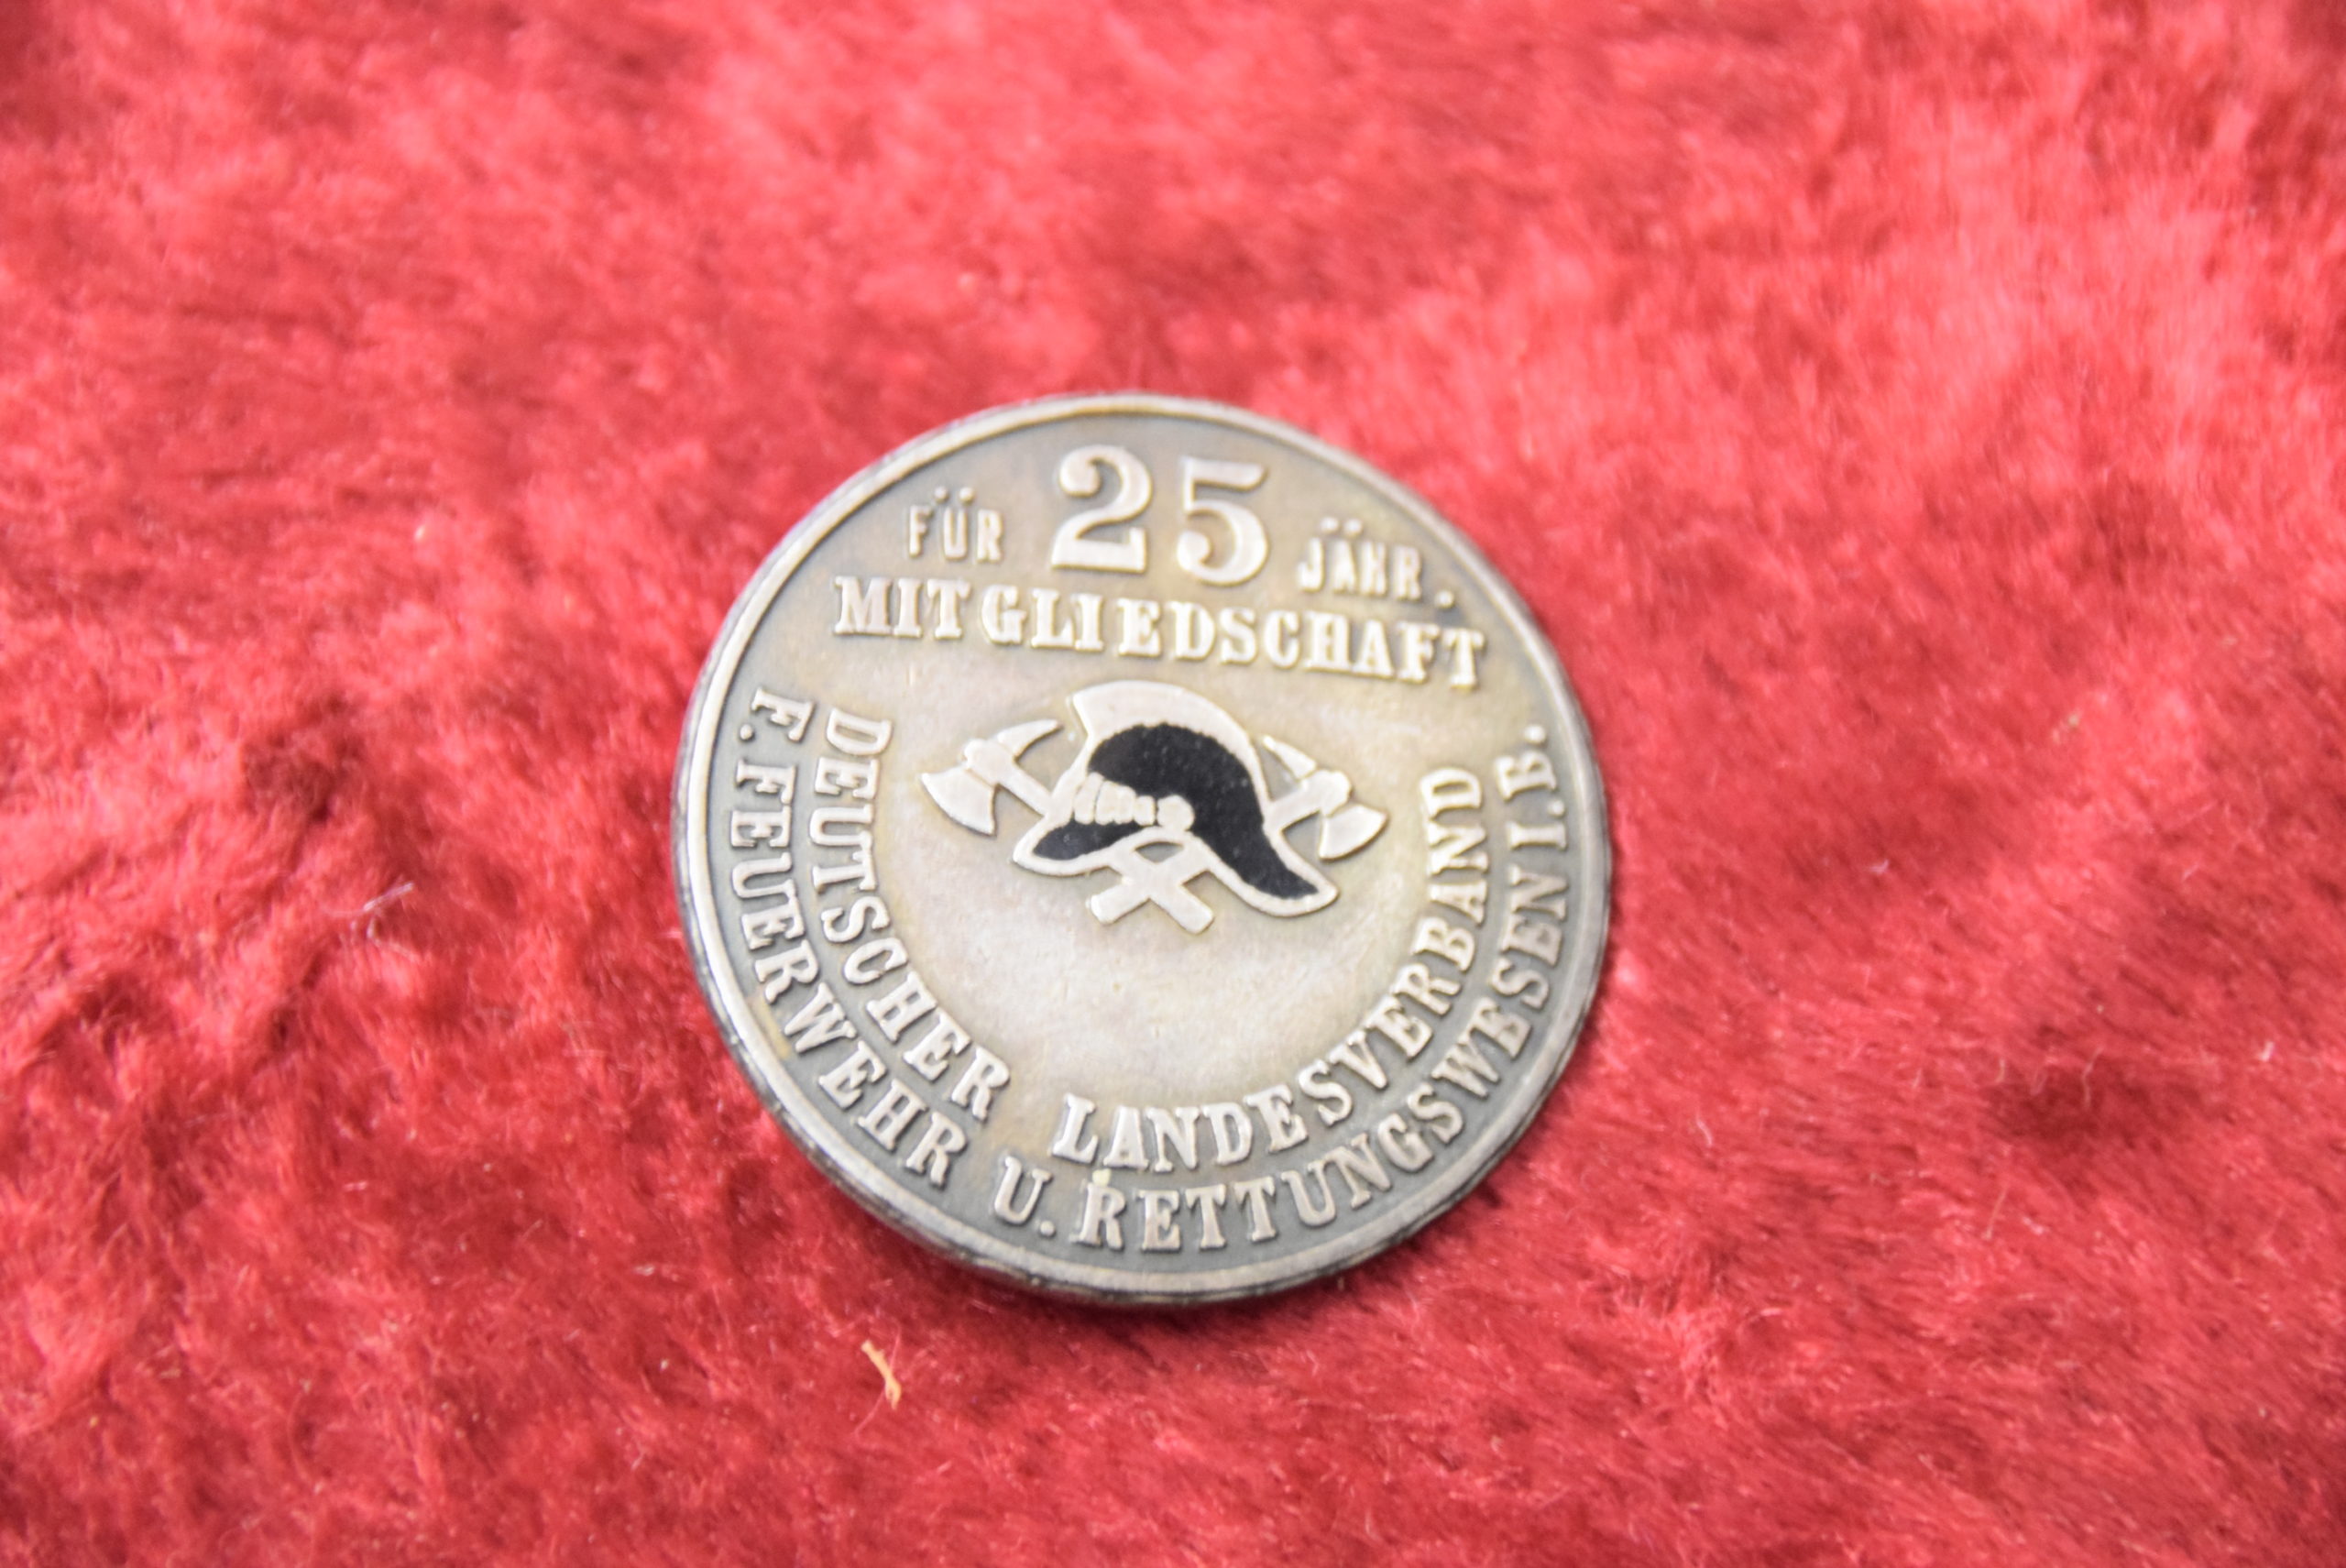 FÜR 25 JÄHR.
MITGLIEDSCHAFT
DEUTSCHER LANDESVERBAND
F. FEUERWEHR U. RETTUNGSWESEN I.B.